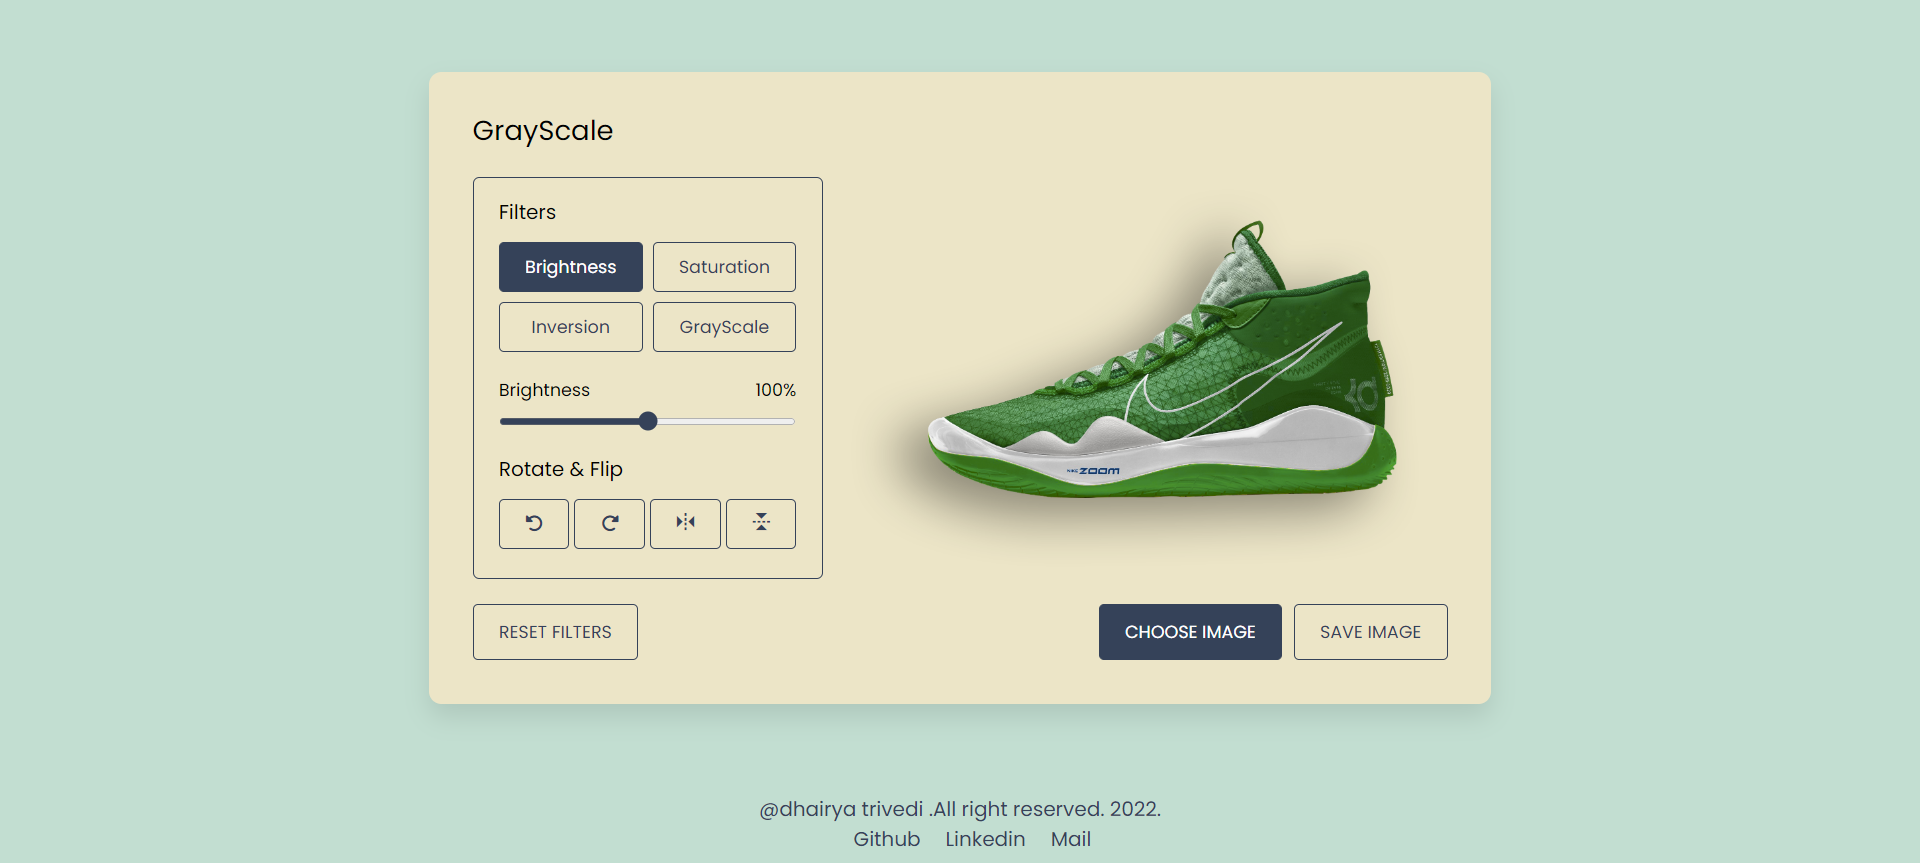 GrayScale
Filters
Brightness Saturation
Inversion GrayScale
Brightness 100%
Rotate & Flip
ZOOM
RESET FILTERS CHOOSE IMAGE SAVE IMAGE
@dhairya trivedi .All right reserved. 2022.
Github Linkedin Mail